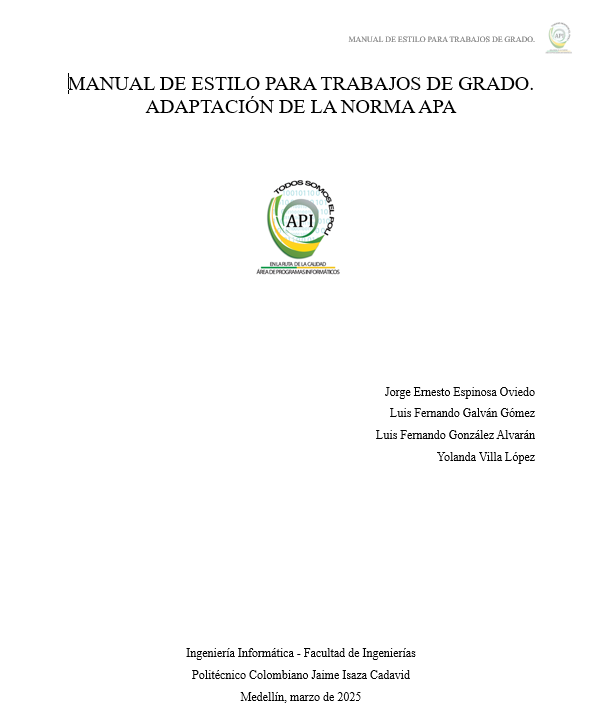 MANUAL DE ESTILO PARA TRABAJOS DE GRADO.
API
MANUAL DE ESTILO PARA TRABAJOS DE GRADO.
ADAPTACIÓN DE LA NORMA APA
TODOS SOMOS EL POLI
API
EN LA RUTA DE LA CALIDAD
ÁREA DE PROGRAMAS INFORMÁTICOS
Jorge Ernesto Espinosa Oviedo
Luis Fernando Galván Gómez
Luis Fernando González Alvarán
Yolanda Villa López
Ingeniería Informática - Facultad de Ingenierías
Politécnico Colombiano Jaime Isaza Cadavid
Medellín, marzo de 2025